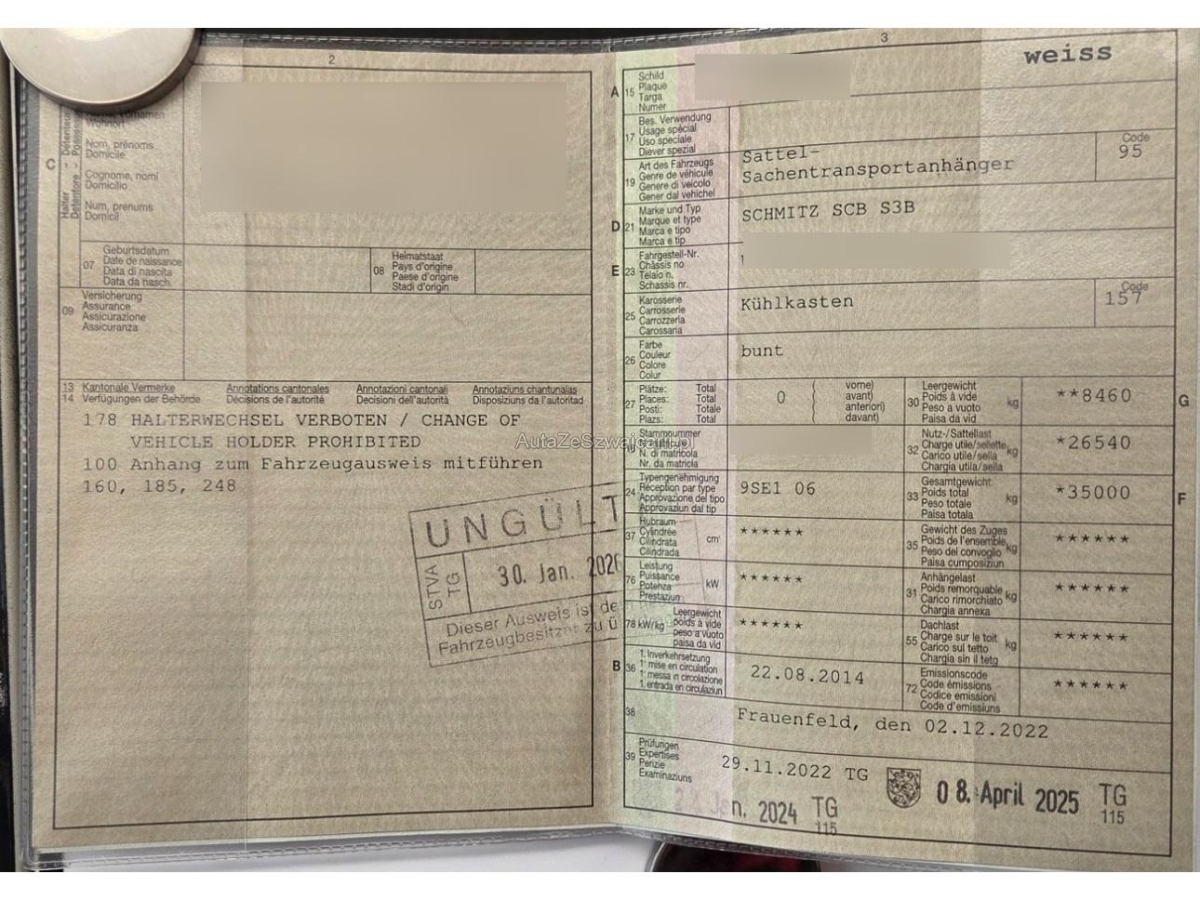 2
Wohnort
Nom, prénoms
Domicile
Cognome, nomi
Domicilio
Num, prenums
Domicil
C
Halter
07
Geburtsdatum
Date de naissance
Data di nascita
Data da nasch.
08
Heimatstaat
Pays d'origine
Paese d'origine
Stadi d'origin
09
Versicherung
Assurance
Assicurazione
Assicuranza
13 Kantonale Vermerke Annotations cantonales Annotazioni cantonali Annotaziuns chantunalas
14 Verfügungen der Behörde Décisions de l'autorité Decisioni dell'autorità Disposiziuns da l'autoritad
178 HALTERWECHSEL VERBOTEN / CHANGE OF
VEHICLE HOLDER PROHIBITED
100 Anhang zum Fahrzeugausweis mitführen
160, 185, 248
UNGÜLT
STVA
TG
30. Jan. 2026
Dieser Ausweis ist de
Fahrzeugbesitz zu ü
3
weiss
A 15
Schild
Plaque
Targa
Numer
17
Bes. Verwendung
Usage spécial
Uso speciale
Diever spezial
19
Art des Fahrzeugs
Genre de véhicule
Genere di veicolo
Gener dal vehichel
Sattel-
Sachentransportanhänger
Code
95
D 21
Marke und Typ
Marque et type
Marca e tipo
Marca e tip
SCHMITZ SCB S3B
E 23
Fahrgestell-Nr.
Châssis no
Telaio n.
Schassis nr.
25
Karosserie
Carrosserie
Carrozzeria
Carossaria
Kühlkasten
Code
157
26
Farbe
Couleur
Colore
Colur
bunt
27
Plätze: Total
Places: Total
Posti: Totale
Plazs: Total
0
vorne)
avant)
anteriori)
davant)
30
Leergewicht
Poids à vide
Peso a vuoto
Paisa da vid
kg
**8460
G
Stammnummer
N. di matricola
Nr. da matricla
32
Nutz-/Sattellast
Charge utile/sellette
Carico utile/sella
Chargia utila/sella
kg
*26540
24
Typengenehmigung
Réception par type
Approvazione del tipo
Approvaziun dal tip
9SE1 06
33
Gesamtgewicht
Poids total
Peso totale
Paisa totala
kg
*35000
F
37
Hubraum
Cylindrée
Cilindrata
Cilindrada
cm³
******
35
Gewicht des Zuges
Poids de l'ensemble
Peso del convoglio
Paisa cumposiziun
kg
******
76
Leistung
Puissance
Potenza
Prestaziun
kW
******
31
Anhängelast
Poids remorquable
Carico rimorchiato
Chargia annexa
kg
******
78 kW/kg
Leergewicht
poids à vide
peso a vuoto
paisa da vid
******
55
Dachlast
Charge sur le toit
Carico sul tetto
Chargia sin il tetg
kg
******
B 36
1. Inverkehrsetzung
1re mise en circulation
1a messa in circolazione
1. entrada en circulaziun
22.08.2014
72
Emissionscode
Code émissions
Codice emissioni
Code d'emissiuns
******
38
Frauenfeld, den 02.12.2022
39
Prüfungen
Expertises
Perizie
Examinaziuns
29.11.2022 TG
08. April 2025 TG
115
n. 2024 TG
115
AutaZeSzwajcarii.pl